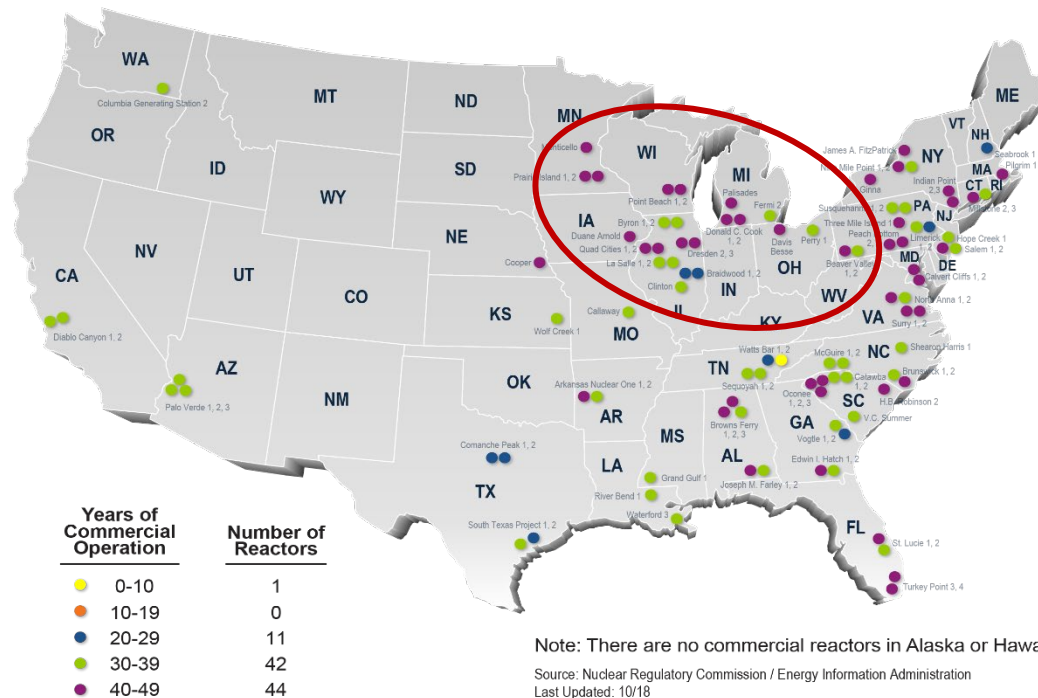 WA
Columbia Generating Station 2
OR
MT
ID
WY
ND
SD
NE
NV
UT
CO
KS
CA
AZ
NM
OK
TX
MN
IA
MO
AR
LA
WI
MI
IL
IN
OH
KY
WV
TN
MS
AL
GA
FL
SC
NC
VA
MD
DE
NJ
PA
NY
CT
RI
MA
VT
NH
ME
Monticello
Prairie Island 1, 2
Point Beach 1, 2
Palisades
Fermi 2
Donald C. Cook
1, 2
Davis
Besse
Perry 1
Byron 1, 2
Duane Arnold
Quad Cities 1, 2
Dresden 2, 3
La Salle 1, 2
Braidwood 1, 2
Clinton
Cooper
Callaway
Wolf Creek 1
Diablo Canyon 1, 2
Palo Verde 1, 2, 3
Arkansas Nuclear One 1, 2
Comanche Peak 1, 2
South Texas Project 1, 2
Grand Gulf 1
River Bend 1
Waterford 3
Watts Bar 1, 2
Sequoyah 1, 2
Browns Ferry
1, 2, 3
Joseph M. Farley 1, 2
Edwin I. Hatch 1, 2
Vogtle 1, 2
V.C. Summer
Oconee
1, 2, 3
McGuire 1, 2
Catawba
1, 2
H.B. Robinson 2
Brunswick 1, 2
Shearon Harris 1
St. Lucie 1, 2
Turkey Point 3, 4
Surry 1, 2
North Anna 1, 2
Calvert Cliffs 1, 2
Beaver Valley
1, 2
Peach Bottom
2,
Three Mile Island 1
Susquehanna 1, 2
Limerick
1, 2
Hope Creek 1
Salem 1, 2
James A. FitzPatrick
Nine Mile Point 1, 2
Ginna
Indian Point
2,3
Millstone 2, 3
Pilgrim 1
Seabrook 1
Years of
Commercial
Operation
Number of
Reactors
0-10 1
10-19 0
20-29 11
30-39 42
40-49 44
Note: There are no commercial reactors in Alaska or Hawa
Source: Nuclear Regulatory Commission / Energy Information Administration
Last Updated: 10/18